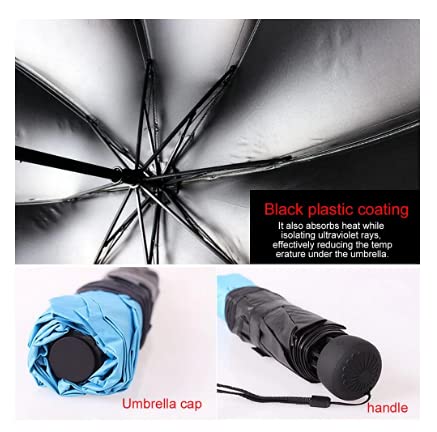 Black plastic coating
It also absorbs heat while
isolating ultraviolet rays,
effectively reducing the temp
erature under the umbrella.
Umbrella cap
handle